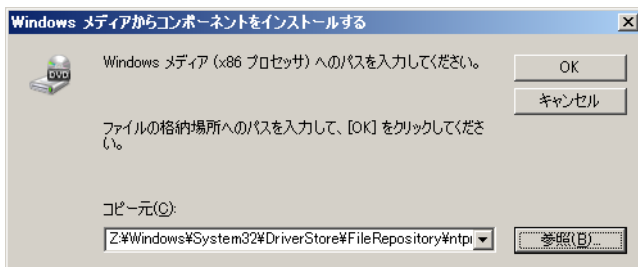 Windows メディアからコンポーネントをインストールする
DVD
Windows メディア (x86 プロセッサ) へのパスを入力してください。
OK
キャンセル
ファイルの格納場所へのパスを入力して、[OK] をクリックしてくださ
い。
コピー元(C):
Z:¥Windows¥System32¥DriverStore¥FileRepository¥ntpi
参照(B)...